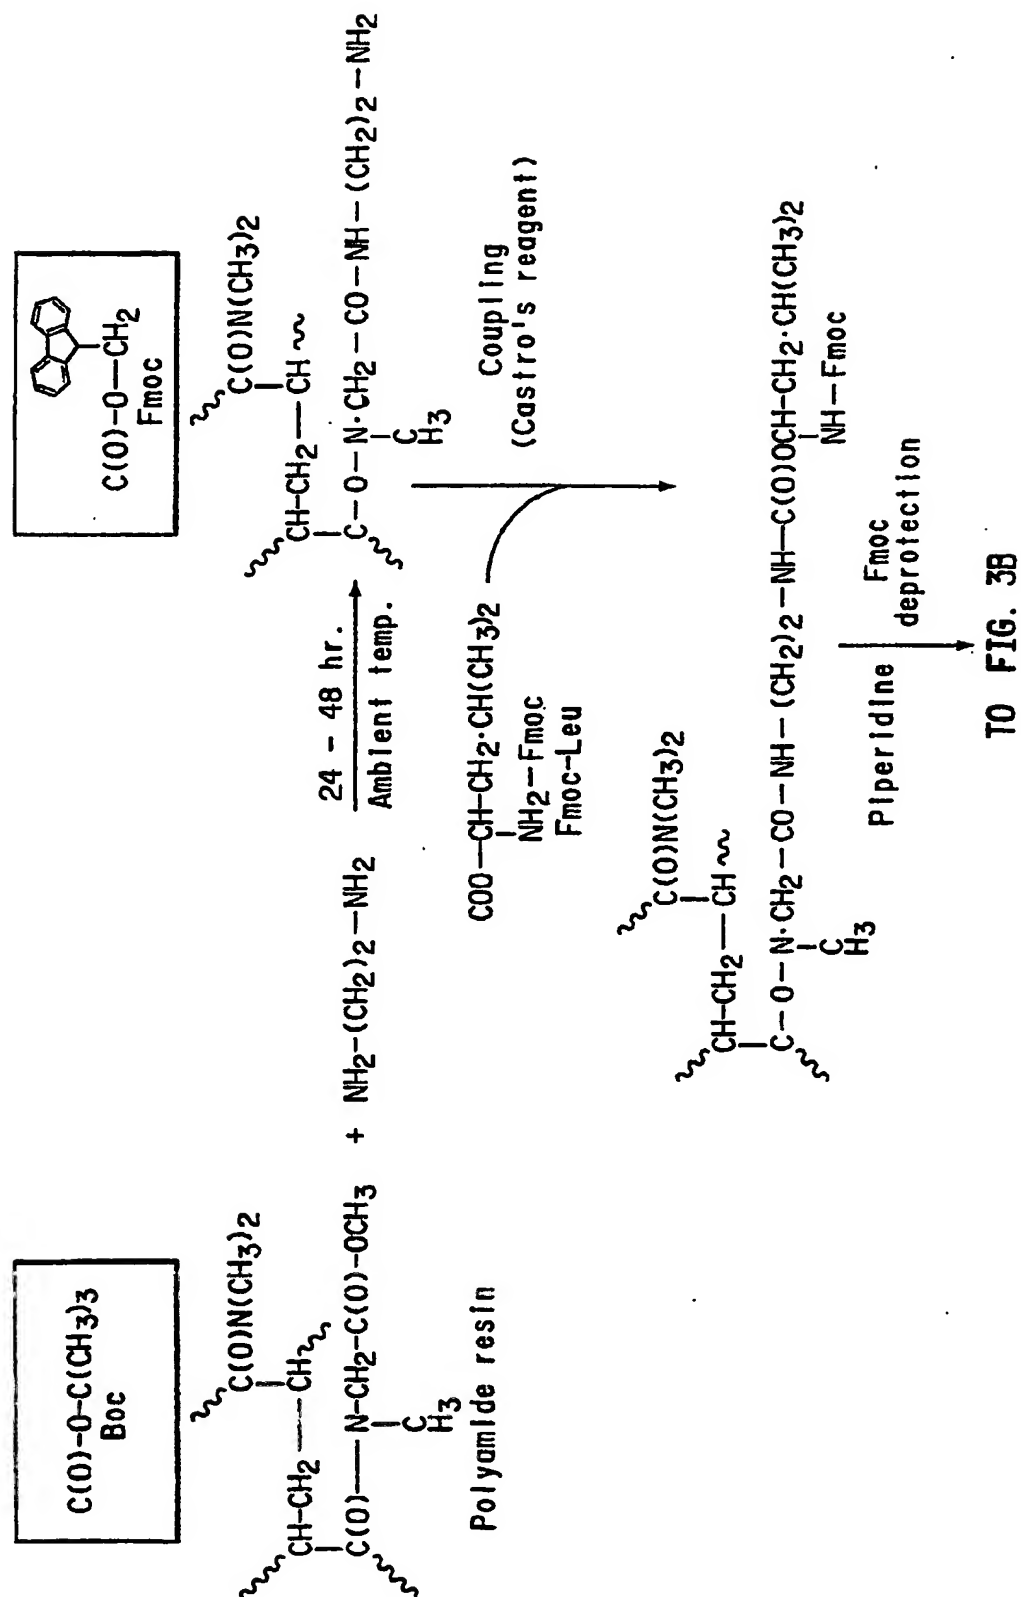 C(O)-O-C(CH3)3
Boc
C(O)N(CH3)2
CH-CH2—CH
C(O)—N-CH2-C(O)-OCH3
C
H3
Polyamide resin
+ NH2-(CH2)2-NH2
24 - 48 hr.
Ambient temp.
C(O)-O-CH2
Fmoc
C(O)N(CH3)2
CH-CH2—CH
C-O-N·CH2-CO-NH-(CH2)2-NH2
C
H3
COO-CH-CH2·CH(CH3)2
NH2-Fmoc
Fmoc-Leu
Coupling
(Castro's reagent)
C(O)N(CH3)2
CH-CH2—CH
C-O-N·CH2-CO-NH-(CH2)2-NH-C(O)OCH-CH2·CH(CH3)2
C
H3
NH-Fmoc
Piperidine
Fmoc
deprotection
TO FIG. 3B